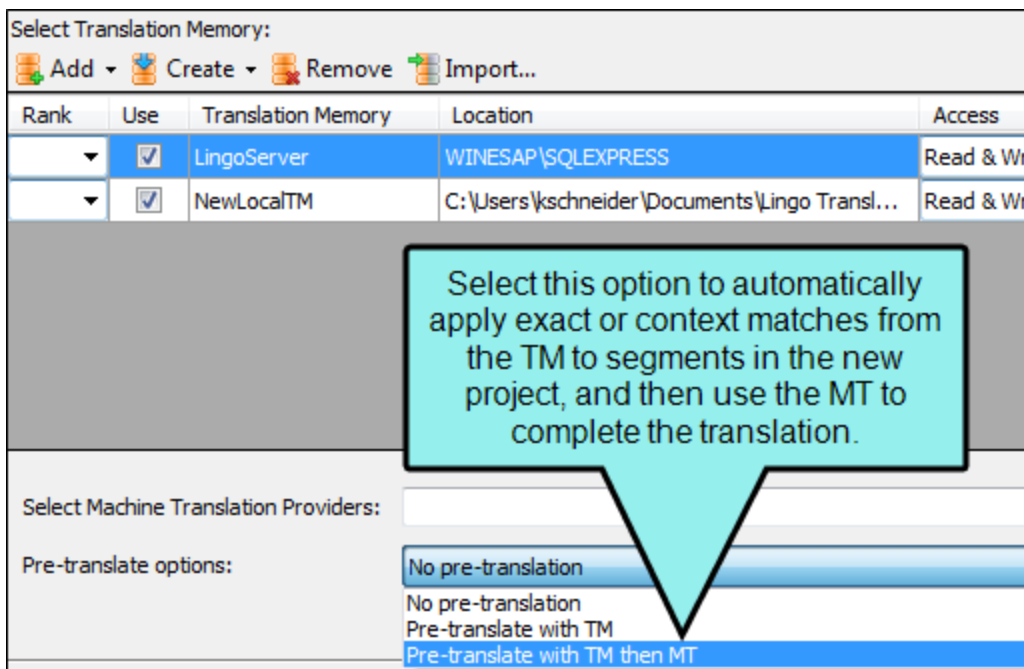 Select Translation Memory:
Add Create Remove Import...
Rank Use Translation Memory Location Access
LingoServer WINESAP\SQLEXPRESS Read & Wr
NewLocalTM C:\Users\kschneider\Documents\Lingo Transl... Read & Wr
Select this option to automatically
apply exact or context matches from
the TM to segments in the new
project, and then use the MT to
complete the translation.
Select Machine Translation Providers:
Pre-translate options: No pre-translation
No pre-translation
Pre-translate with TM
Pre-translate with TM then MT